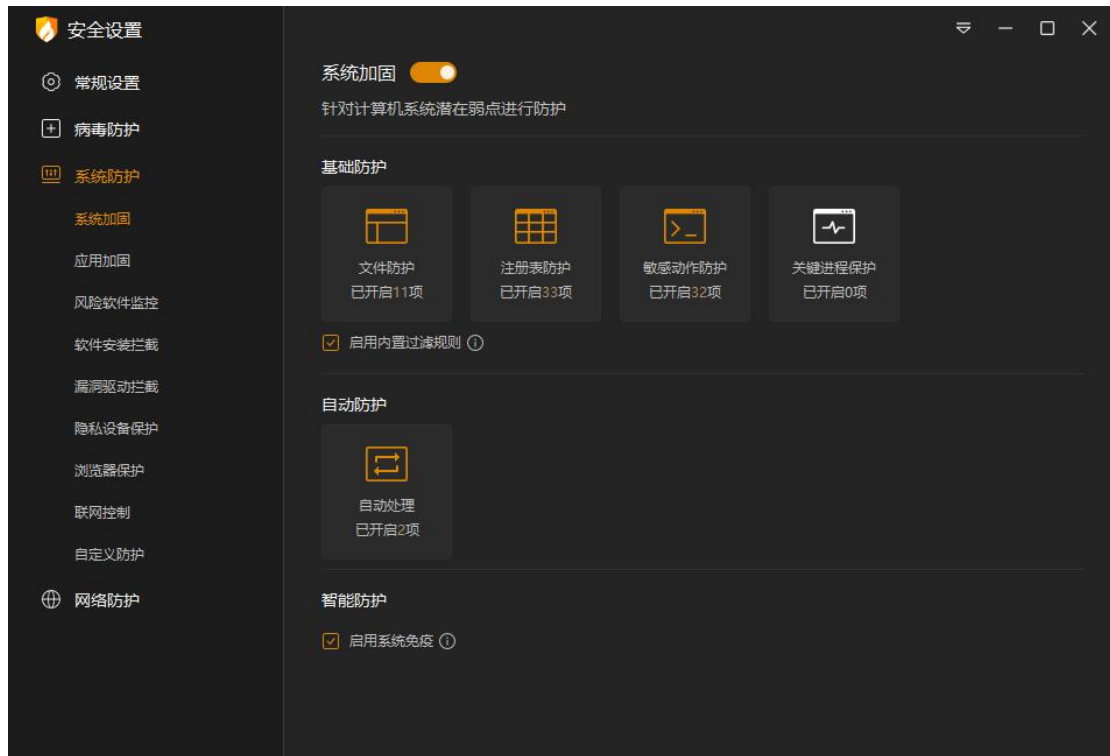 安全设置
常规设置
病毒防护
系统防护
系统加固
应用加固
风险软件监控
软件安装拦截
漏洞驱动拦截
隐私设备保护
浏览器保护
联网控制
自定义防护
网络防护
系统加固
针对计算机系统潜在弱点进行防护
基础防护
文件防护
已开启11项
注册表防护
已开启33项
敏感动作防护
已开启32项
关键进程保护
已开启0项
启用内置过滤规则
自动防护
自动处理
已开启2项
智能防护
启用系统免疫